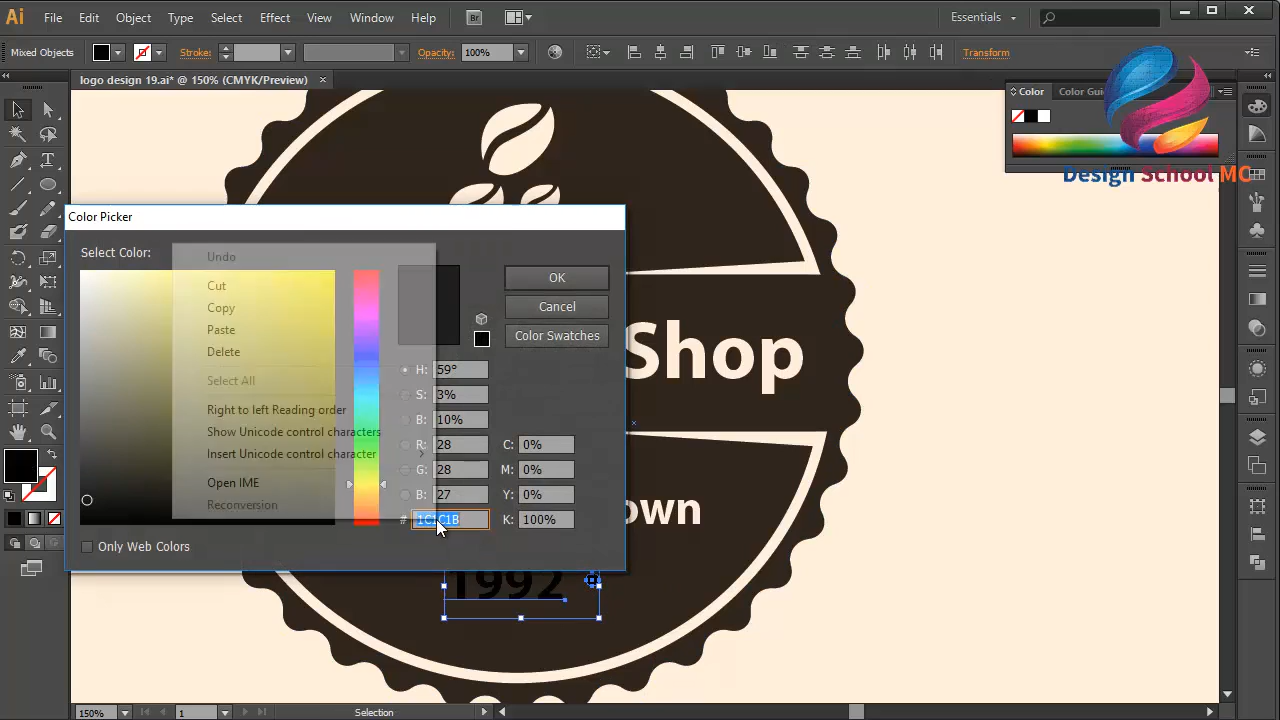 Ai File Edit Object Type Select Effect View Window Help Br Essentials
Mixed Objects Stroke: Opacity: 100% Transform
logo design 19.ai* @ 150% (CMYK/Preview) ×
Color Color Gui
Design School MC
Color Picker
Select Color:
Undo
Cut
Copy
Paste
Delete
Select All
Right to left Reading order
Show Unicode control characters
Insert Unicode control character
Open IME
Reconversion
OK
Cancel
Color Swatches
H: 59°
S: 3%
B: 10%
R: 28 C: 0%
G: 28 M: 0%
B: 27 Y: 0%
# 1C1C1B K: 100%
Only Web Colors
Shop
own
1992
150% 1 Selection